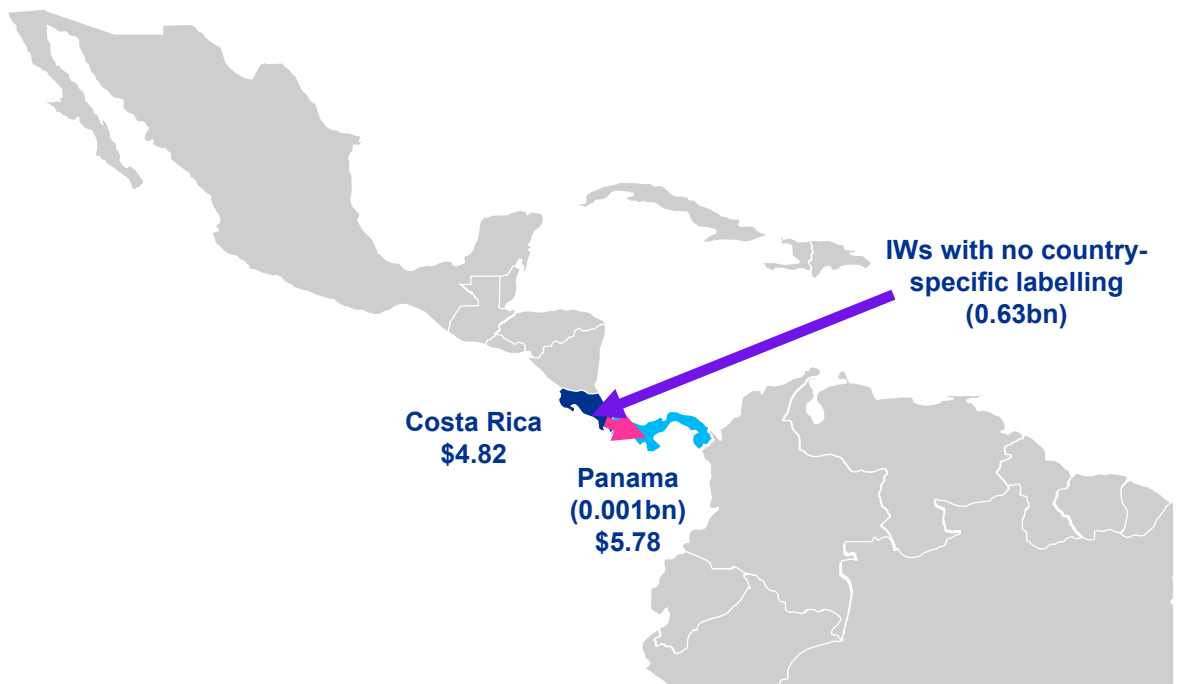 IWs with no country-
specific labelling
(0.63bn)
Costa Rica
$4.82
Panama
(0.001bn)
$5.78